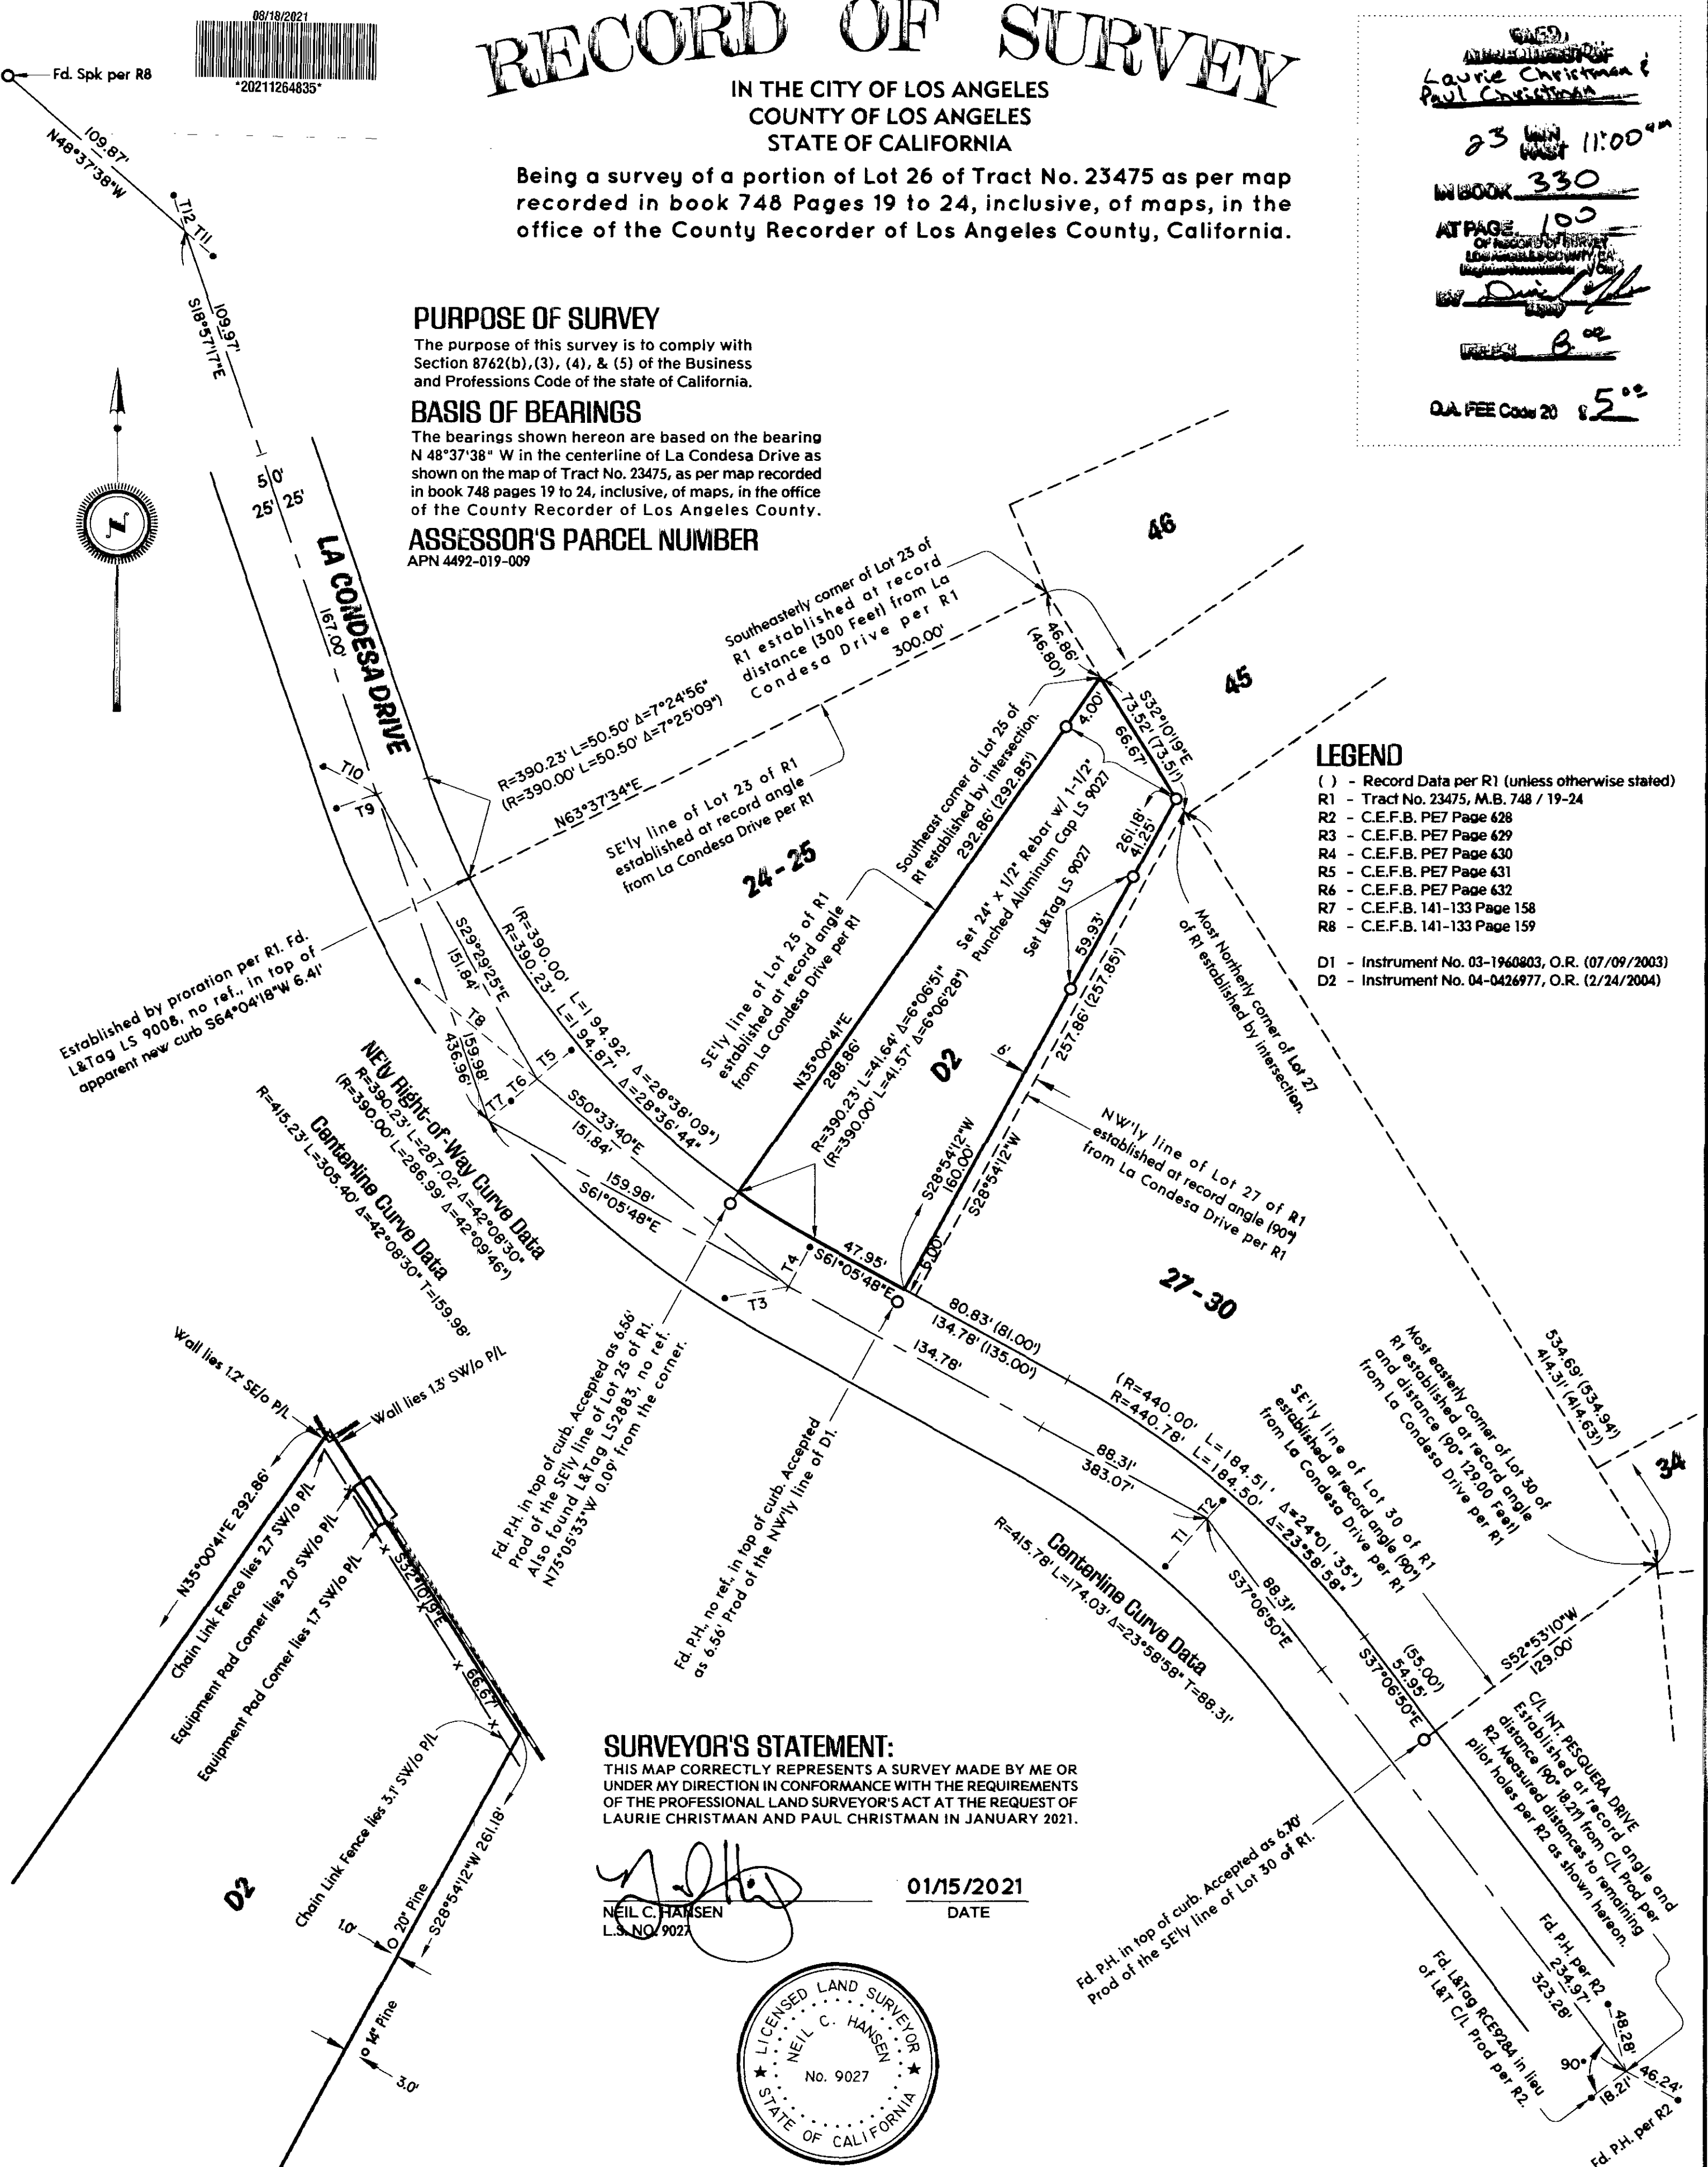 08/18/2021
*20211264835*
RECORD OF SURVEY
IN THE CITY OF LOS ANGELES
COUNTY OF LOS ANGELES
STATE OF CALIFORNIA
Being a survey of a portion of Lot 26 of Tract No. 23475 as per map
recorded in book 748 Pages 19 to 24, inclusive, of maps, in the
office of the County Recorder of Los Angeles County, California.
Laurie Christman &
Paul Christman
23 MIN
PAST 11:00 am
IN BOOK 330
AT PAGE 100
OF RECORD OF SURVEY
LOS ANGELES COUNTY, CA
BY
FEES 8.00
D.A. FEE Code 20 $ 5.00
Fd. Spk per R8
109.87'
N48°37'38"W
T12 T11
109.97'
S18°57'17"E
PURPOSE OF SURVEY
The purpose of this survey is to comply with
Section 8762(b),(3), (4), & (5) of the Business
and Professions Code of the state of California.
BASIS OF BEARINGS
The bearings shown hereon are based on the bearing
N 48°37'38" W in the centerline of La Condesa Drive as
shown on the map of Tract No. 23475, as per map recorded
in book 748 pages 19 to 24, inclusive, of maps, in the office
of the County Recorder of Los Angeles County.
ASSESSOR'S PARCEL NUMBER
APN 4492-019-009
N
50'
25' 25'
LA CONDESA DRIVE
167.00'
T10
T9
R=390.23' L=50.50' Δ=7°24'56"
(R=390.00' L=50.50' Δ=7°25'09")
N63°37'34"E
300.00'
Southeasterly corner of Lot 23 of
R1 established at record
distance (300 Feet) from La
Condesa Drive per R1
SE'ly line of Lot 23 of R1
established at record angle
from La Condesa Drive per R1
24-25
46
45
46.86'
(46.80')
S32°10'19"E
73.52' (73.51')
66.67'
4.00'
Southeast corner of Lot 25 of
R1 established by intersection.
292.86' (292.85')
Set 24" x 1/2" Rebar w/ 1-1/2"
Punched Aluminum Cap LS 9027
Set L&Tag LS 9027
261.18'
41.25'
59.93'
257.86' (257.85')
Most Northerly corner of Lot 27
of R1 established by intersection.
LEGEND
( ) - Record Data per R1 (unless otherwise stated)
R1 - Tract No. 23475, M.B. 748 / 19-24
R2 - C.E.F.B. PE7 Page 628
R3 - C.E.F.B. PE7 Page 629
R4 - C.E.F.B. PE7 Page 630
R5 - C.E.F.B. PE7 Page 631
R6 - C.E.F.B. PE7 Page 632
R7 - C.E.F.B. 141-133 Page 158
R8 - C.E.F.B. 141-133 Page 159
D1 - Instrument No. 03-1960803, O.R. (07/09/2003)
D2 - Instrument No. 04-0426977, O.R. (2/24/2004)
Established by proration per R1. Fd.
L&Tag LS 9008, no ref., in top of
apparent new curb S64°04'18"W 6.41'
S29°29'25"E
151.84'
T8
159.98'
436.96'
T5
T6
T7
(R=390.00' L=194.92' Δ=28°38'09")
R=390.23' L=194.87' Δ=28°36'44"
SE'ly line of Lot 25 of R1
established at record angle
from La Condesa Drive per R1
N35°00'41"E
288.86'
R=390.23' L=41.64' Δ=6°06'51"
(R=390.00' L=41.57' Δ=6°06'28")
D2
6'
S28°54'12"W
160.00'
S28°54'12"W
NW'ly line of Lot 27 of R1
established at record angle (90°)
from La Condesa Drive per R1
NE'ly Right-of-Way Curve Data
R=390.23' L=287.02' Δ=42°08'30"
(R=390.00' L=286.99' Δ=42°09'46")
Centerline Curve Data
R=415.23' L=305.40' Δ=42°08'30" T=159.98'
S50°33'40"E
151.84'
159.98'
S61°05'48"E
T4
T3
47.95'
S61°05'48"E
6.00'
27-30
80.83' (81.00')
134.78' (135.00')
134.78'
Fd. P.H. in top of curb. Accepted as 6.56'
Prod of the SE'ly line of Lot 25 of R1.
Also found L&Tag LS2883, no ref.
N75°05'33"W 0.09' from the corner.
Fd. P.H., no ref., in top of curb. Accepted
as 6.56' Prod of the NW'ly line of D1.
(R=440.00' L=184.51' Δ=24°01'35")
R=440.78' L=184.50' Δ=23°58'58"
88.31'
383.07'
T1
T2
88.31'
S37°06'50"E
Centerline Curve Data
R=415.78' L=174.03' Δ=23°58'58" T=88.31'
SE'ly line of Lot 30 of R1
established at record angle (90°)
from La Condesa Drive per R1
Most easterly corner of Lot 30 of
R1 established at record angle
and distance (90° 129.00 Feet)
from La Condesa Drive per R1
534.69' (534.94')
414.31' (414.63')
34
S52°53'10"W
129.00'
(55.00')
54.95'
S37°06'50"E
C/L INT. PESQUERA DRIVE
Established at record angle and
distance (90° 18.21') from C/L Prod per
R2. Measured distances to remaining
pilot holes per R2 as shown hereon.
Fd. P.H. in top of curb. Accepted as 6.70'
Prod of the SE'ly line of Lot 30 of R1.
Fd. P.H. per R2
234.97'
323.28'
48.28'
90°
18.21'
46.24'
Fd. L&Tag RCE9284 in lieu
of L&T C/L Prod per R2.
Fd. P.H. per R2
Wall lies 1.2' SE/o P/L
Wall lies 1.3' SW/o P/L
N35°00'41"E 292.86'
Chain Link Fence lies 2.7' SW/o P/L
Equipment Pad Corner lies 2.0' SW/o P/L
Equipment Pad Corner lies 1.7' SW/o P/L
S32°10'19"E
66.67'
Chain Link Fence lies 3.1' SW/o P/L
S28°54'12"W 261.18'
D2
1.0'
20" Pine
14" Pine
3.0'
SURVEYOR'S STATEMENT:
THIS MAP CORRECTLY REPRESENTS A SURVEY MADE BY ME OR
UNDER MY DIRECTION IN CONFORMANCE WITH THE REQUIREMENTS
OF THE PROFESSIONAL LAND SURVEYOR'S ACT AT THE REQUEST OF
LAURIE CHRISTMAN AND PAUL CHRISTMAN IN JANUARY 2021.
NEIL C. HANSEN
L.S. NO. 9027
01/15/2021
DATE
LICENSED LAND SURVEYOR
NEIL C. HANSEN
No. 9027
STATE OF CALIFORNIA